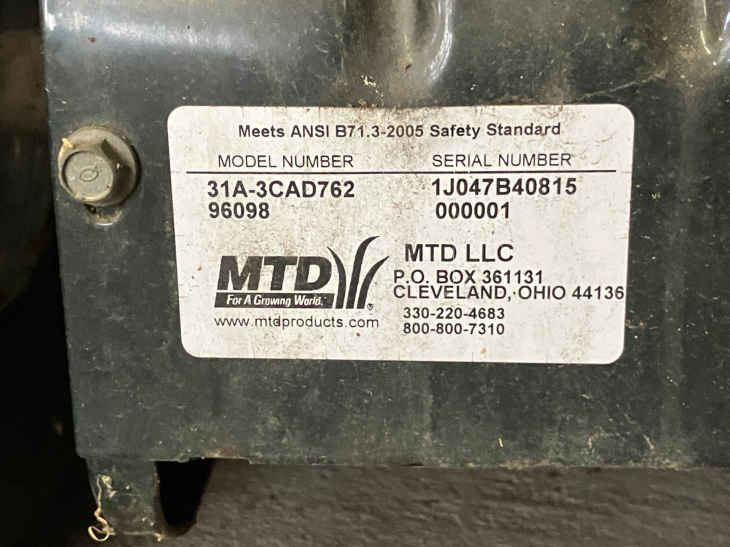 Meets ANSI B71.3-2005 Safety Standard
MODEL NUMBER SERIAL NUMBER
31A-3CAD762 1J047B40815
96098 000001
MTD
For A Growing World.
®
www.mtdproducts.com
MTD LLC
P.O. BOX 361131
CLEVELAND, OHIO 44136
330-220-4683
800-800-7310